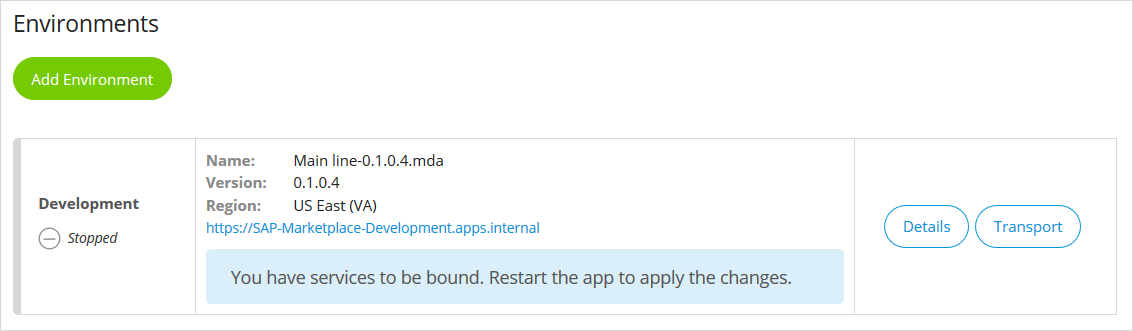 Environments
Add Environment
Development
Stopped
Name: Main line-0.1.0.4.mda
Version: 0.1.0.4
Region: US East (VA)
https://SAP-Marketplace-Development.apps.internal
You have services to be bound. Restart the app to apply the changes.
Details
Transport